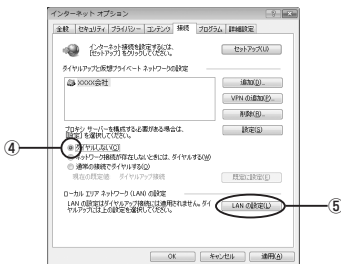 インターネット オプション
全般 セキュリティ プライバシー コンテンツ 接続 プログラム 詳細設定
インターネット接続を設定するには、
[セットアップ]をクリックしてください。
セットアップ(U)
ダイヤルアップと仮想プライベート ネットワークの設定
XXXX会社
追加(D)...
VPN の追加(P)...
削除(R)...
プロキシ サーバーを構成する必要がある場合は、
[設定]を選択してください。
設定(S)
④
ダイヤルしない(C)
ネットワーク接続が存在しないときには、ダイヤルする(W)
通常の接続でダイヤルする(O)
現在の既定値 ダイヤルアップ接続
既定に設定(E)
ローカル エリア ネットワーク (LAN) の設定
LAN の設定はダイヤルアップ接続には適用されません。ダイ
ヤルアップには上の設定を選択してください。
LAN の設定(L)
⑤
OK キャンセル 適用(A)